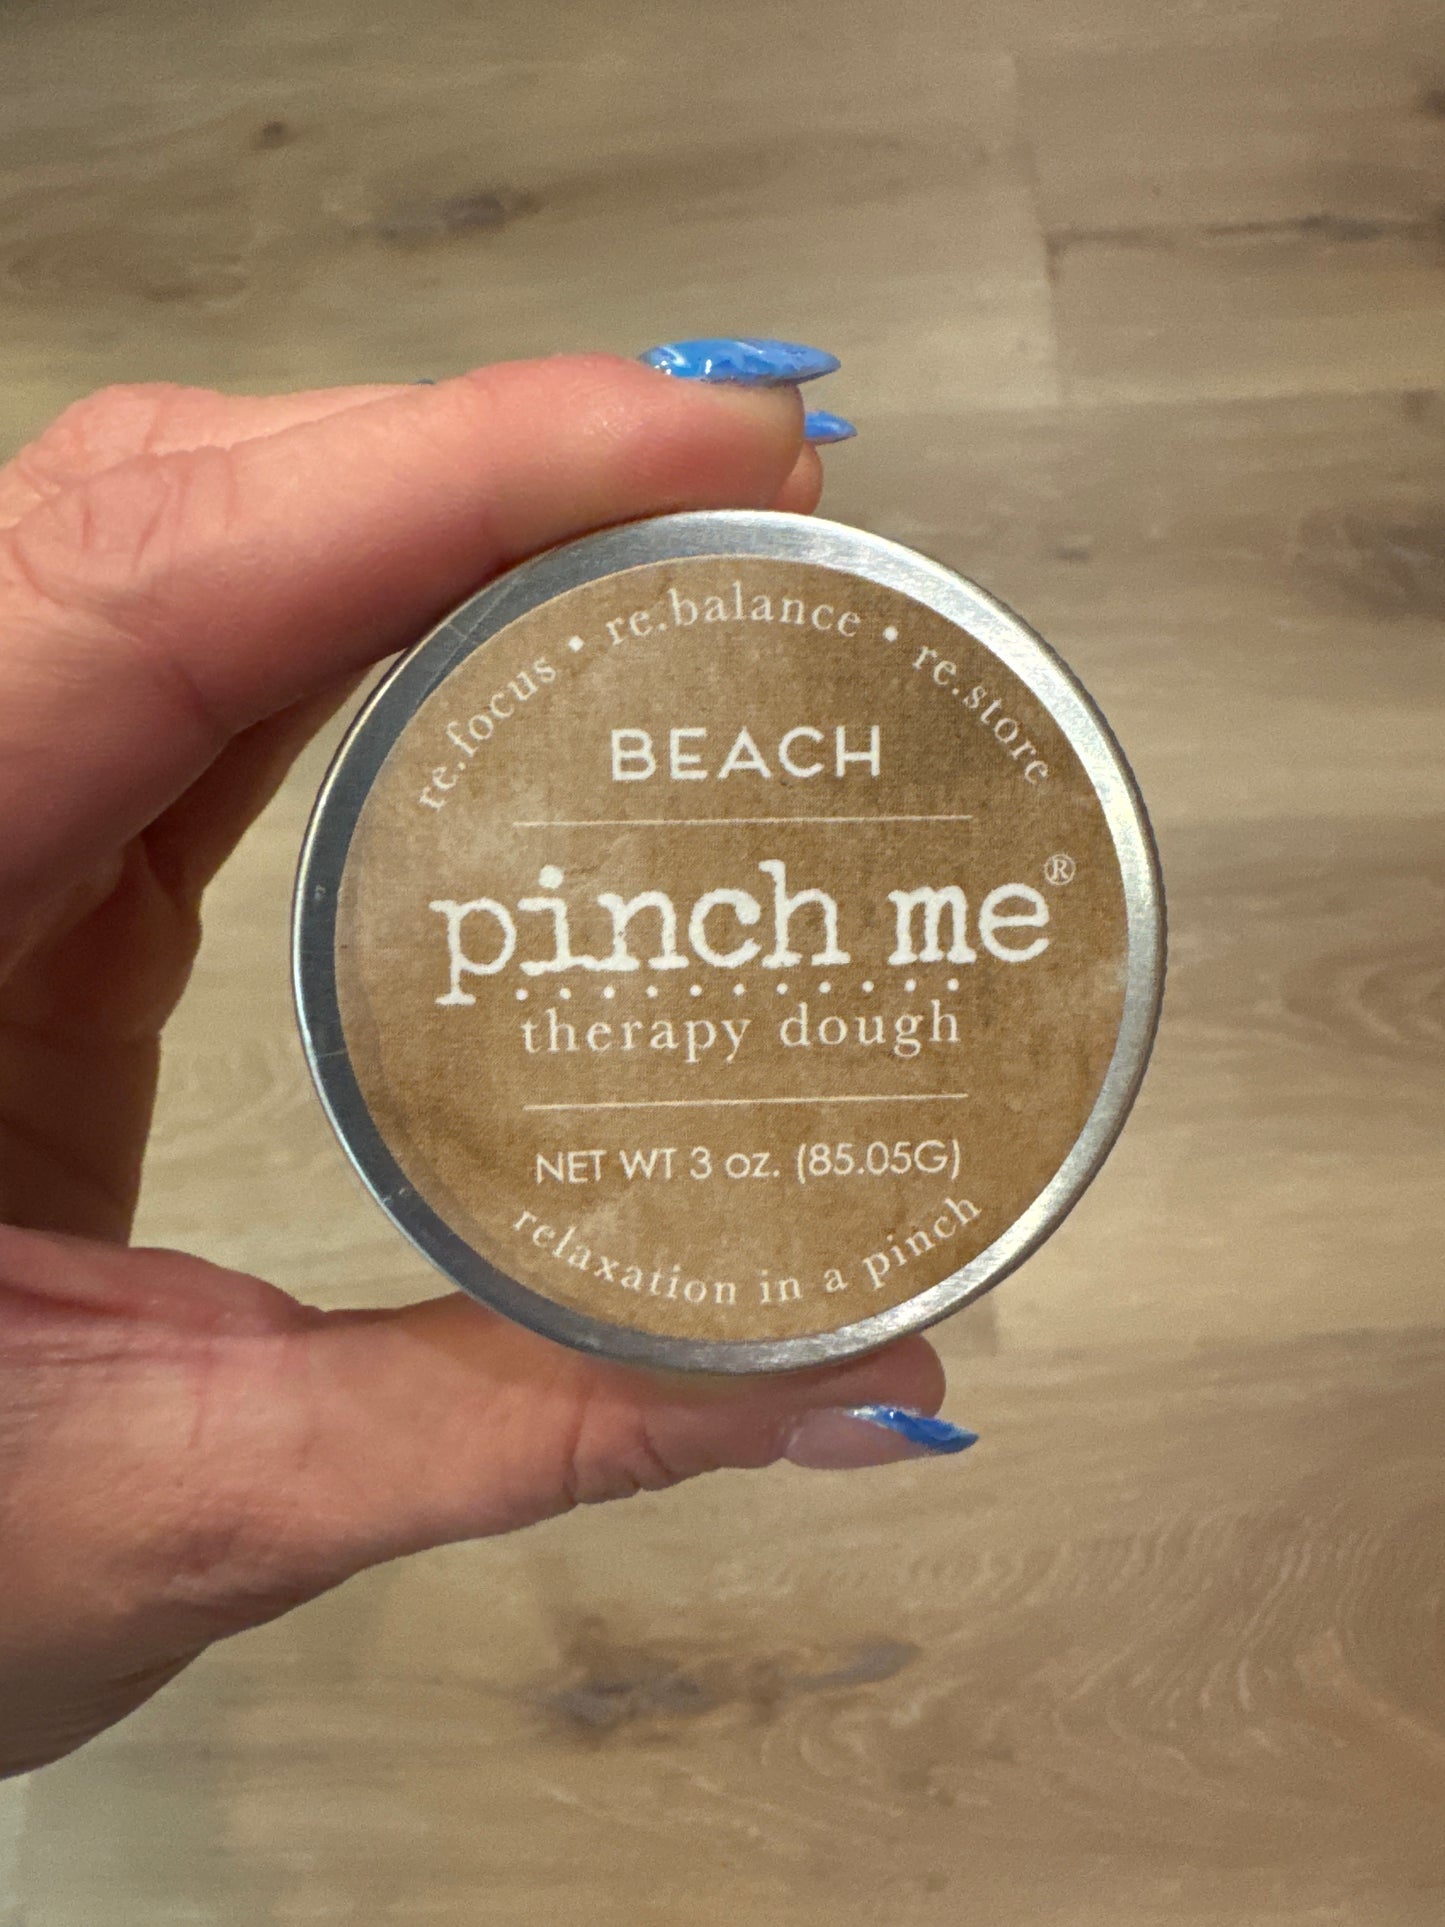 re.focus • re.balance • re.store
BEACH
pinch me®
therapy dough
NET WT 3 oz. (85.05G)
relaxation in a pinch